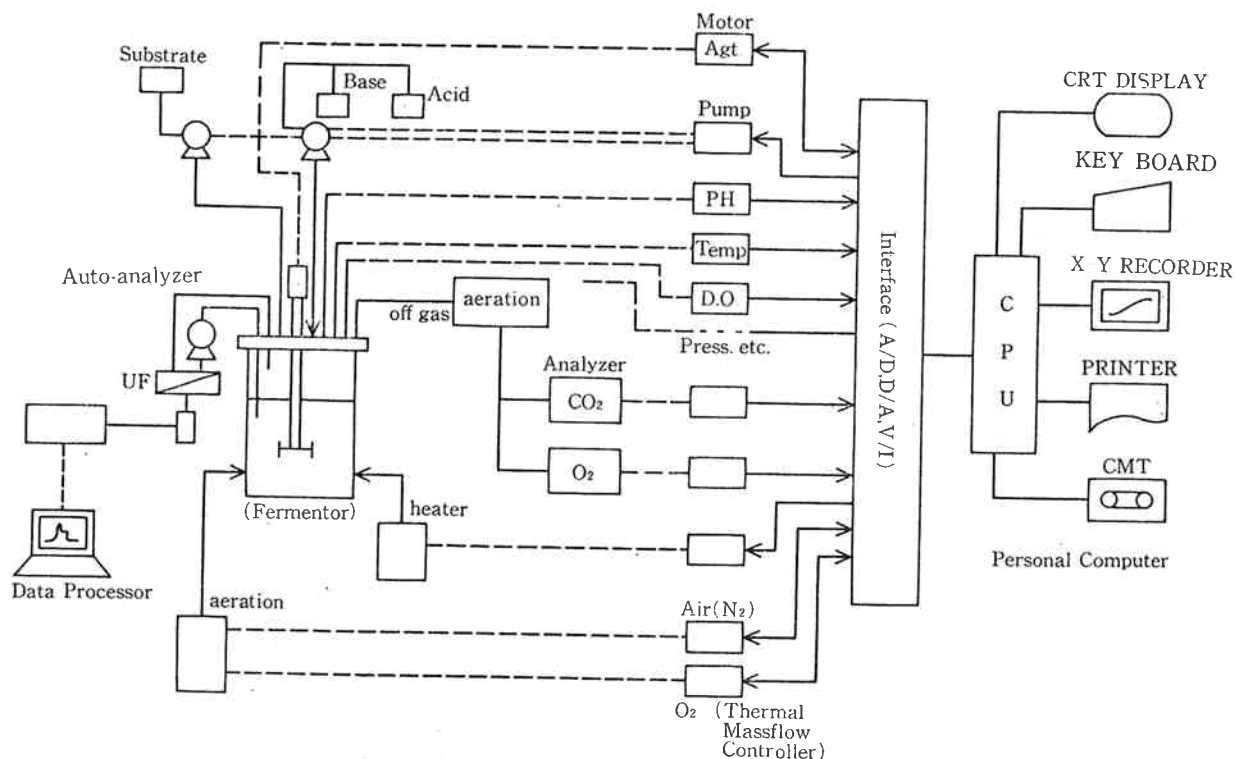 Motor
Agt
Substrate
Base
Acid
Pump
CRT DISPLAY
KEY BOARD
PH
Temp
Auto-analyzer
D.O
aeration
off gas
Press. etc.
X Y RECORDER
Interface (A/D,D/A,V/I)
C
P
U
UF
Analyzer
CO₂
PRINTER
O₂
CMT
(Fermentor)
heater
Personal Computer
Data Processor
aeration
Air(N₂)
O₂ (Thermal
Massflow
Controller)